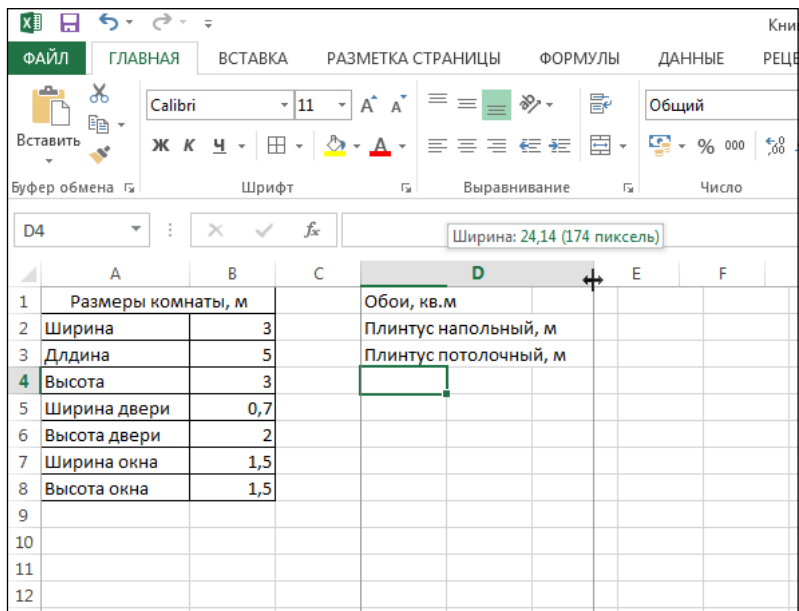 Кни
ФАЙЛ ГЛАВНАЯ ВСТАВКА РАЗМЕТКА СТРАНИЦЫ ФОРМУЛЫ ДАННЫЕ РЕЦЕ
Вставить
Calibri 11 Общий
Ж К Ч % 000
Буфер обмена Шрифт Выравнивание Число
D4 fx
Ширина: 24,14 (174 пиксель)
A B C D E F
1 Размеры комнаты, м Обои, кв.м
2 Ширина 3 Плинтус напольный, м
3 Длдина 5 Плинтус потолочный, м
4 Высота 3
5 Ширина двери 0,7
6 Высота двери 2
7 Ширина окна 1,5
8 Высота окна 1,5
9
10
11
12